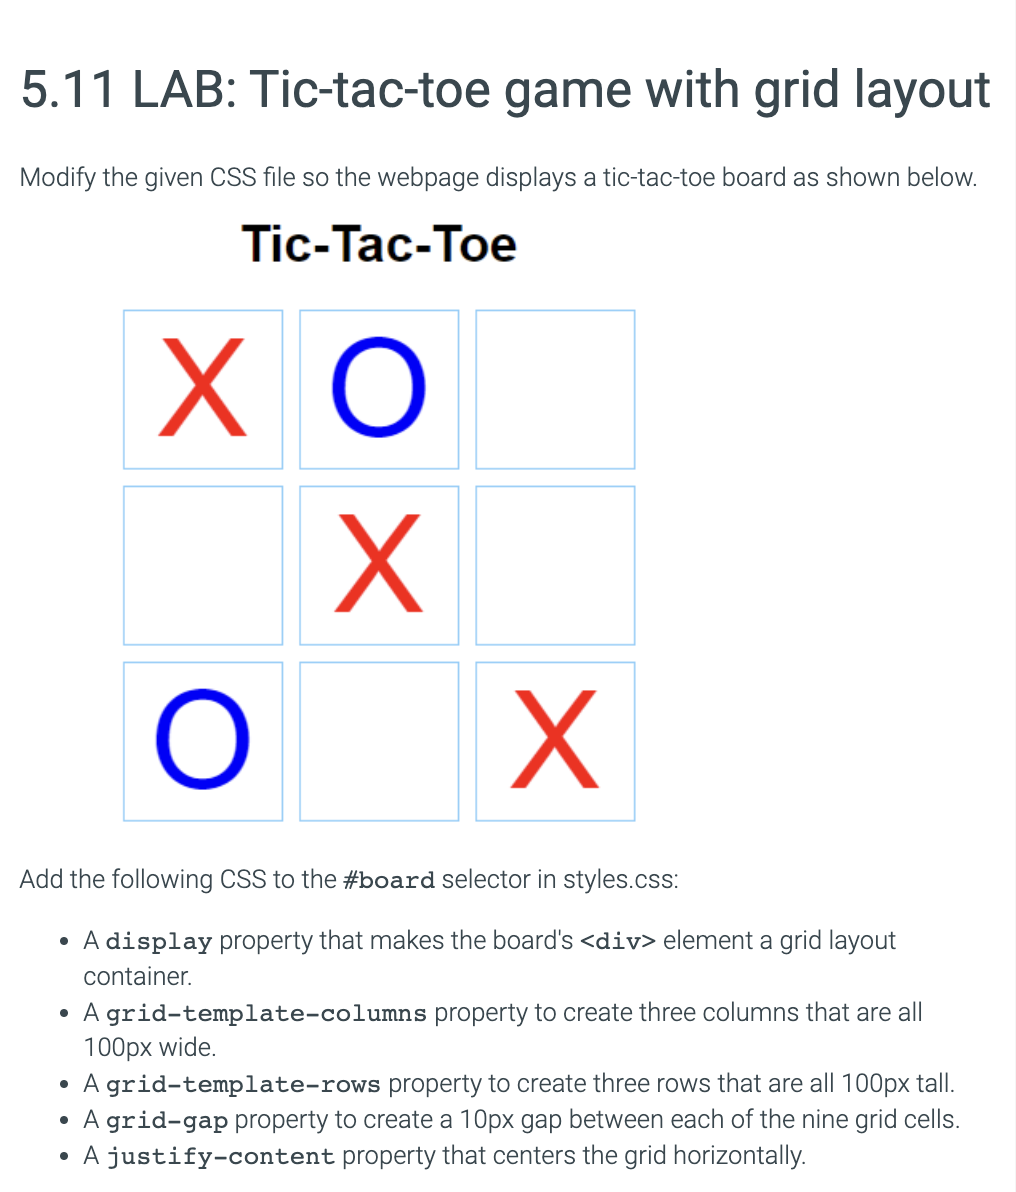 5.11 LAB: Tic-tac-toe game with grid layout
Modify the given CSS file so the webpage displays a tic-tac-toe board as shown below.
Tic-Tac-Toe
X O
X
O X
Add the following CSS to the #board selector in styles.css:
• A display property that makes the board's <div> element a grid layout
container.
• A grid-template-columns property to create three columns that are all
100px wide.
• A grid-template-rows property to create three rows that are all 100px tall.
• A grid-gap property to create a 10px gap between each of the nine grid cells.
• A justify-content property that centers the grid horizontally.